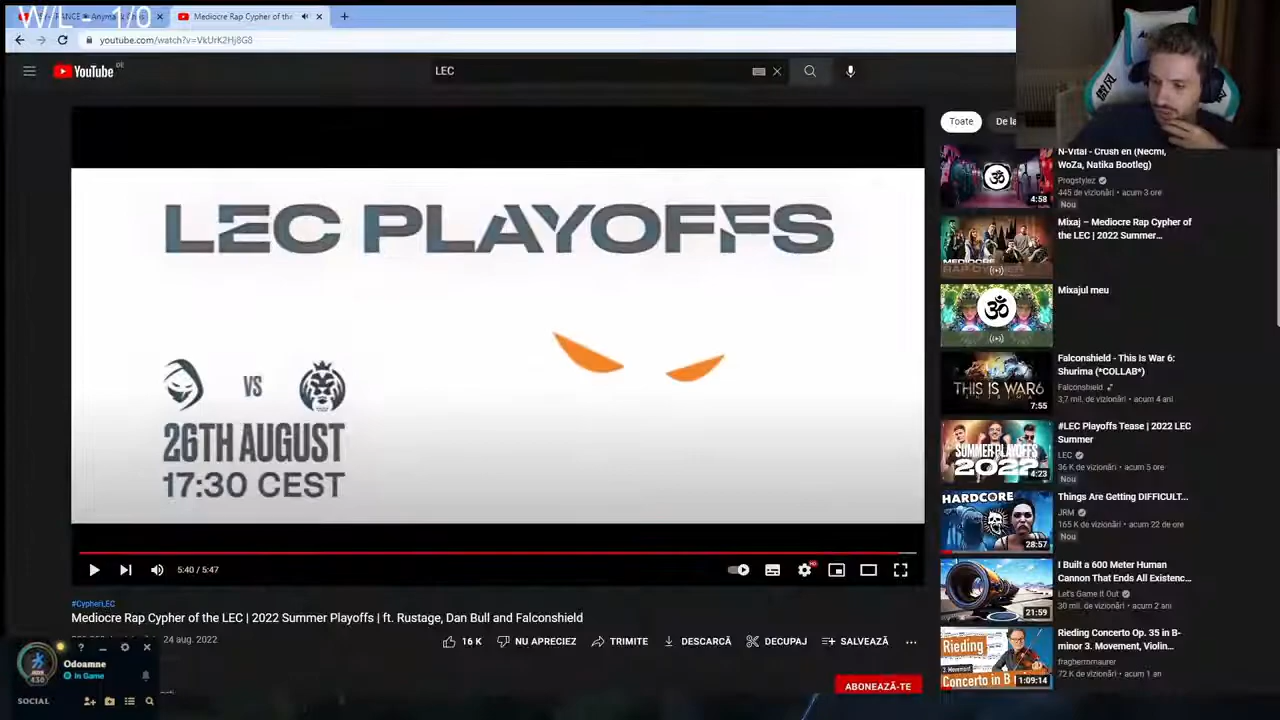 W/L - 1/0
Mediocre Rap Cypher of the
youtube.com/watch?v=VkUrK2Hj8G8
YouTube
LEC
LEC PLAYOFFS
VS
26TH AUGUST
17:30 CEST
5:40 / 5:47
#CypherLEC
Mediocre Rap Cypher of the LEC | 2022 Summer Playoffs | ft. Rustage, Dan Bull and Falconshield
24 aug. 2022
16 K
NU APRECIEZ
TRIMITE
DESCARCĂ
DECUPAJ
SALVEAZĂ
ABONEAZĂ-TE
Odoamne
In Game
SOCIAL
Toate
De la
N-Vital - Crush en (Necmi,
WoZa, Natika Bootleg)
Progstylez
445 de vizionări • acum 3 ore
Nou
4:58
Mixaj – Mediocre Rap Cypher of
the LEC | 2022 Summer...
Mixajul meu
Falconshield - This Is War 6:
Shurima (*COLLAB*)
Falconshield
3,7 mil. de vizionări • acum 4 ani
THIS IS WAR6
7:55
#LEC Playoffs Tease | 2022 LEC
Summer
LEC
36 K de vizionări • acum 5 ore
Nou
SUMMER PLAYOFFS
2022
4:23
Things Are Getting DIFFICULT...
JRM
165 K de vizionări • acum 22 de ore
Nou
HARDCORE
28:57
I Built a 600 Meter Human
Cannon That Ends All Existenc...
Let's Game It Out
30 mil. de vizionări • acum 2 ani
21:59
Rieding Concerto Op. 35 in B-
minor 3. Movement, Violin...
fraghermmaurer
72 K de vizionări • acum 1 an
Rieding
Concerto in B
1:09:14